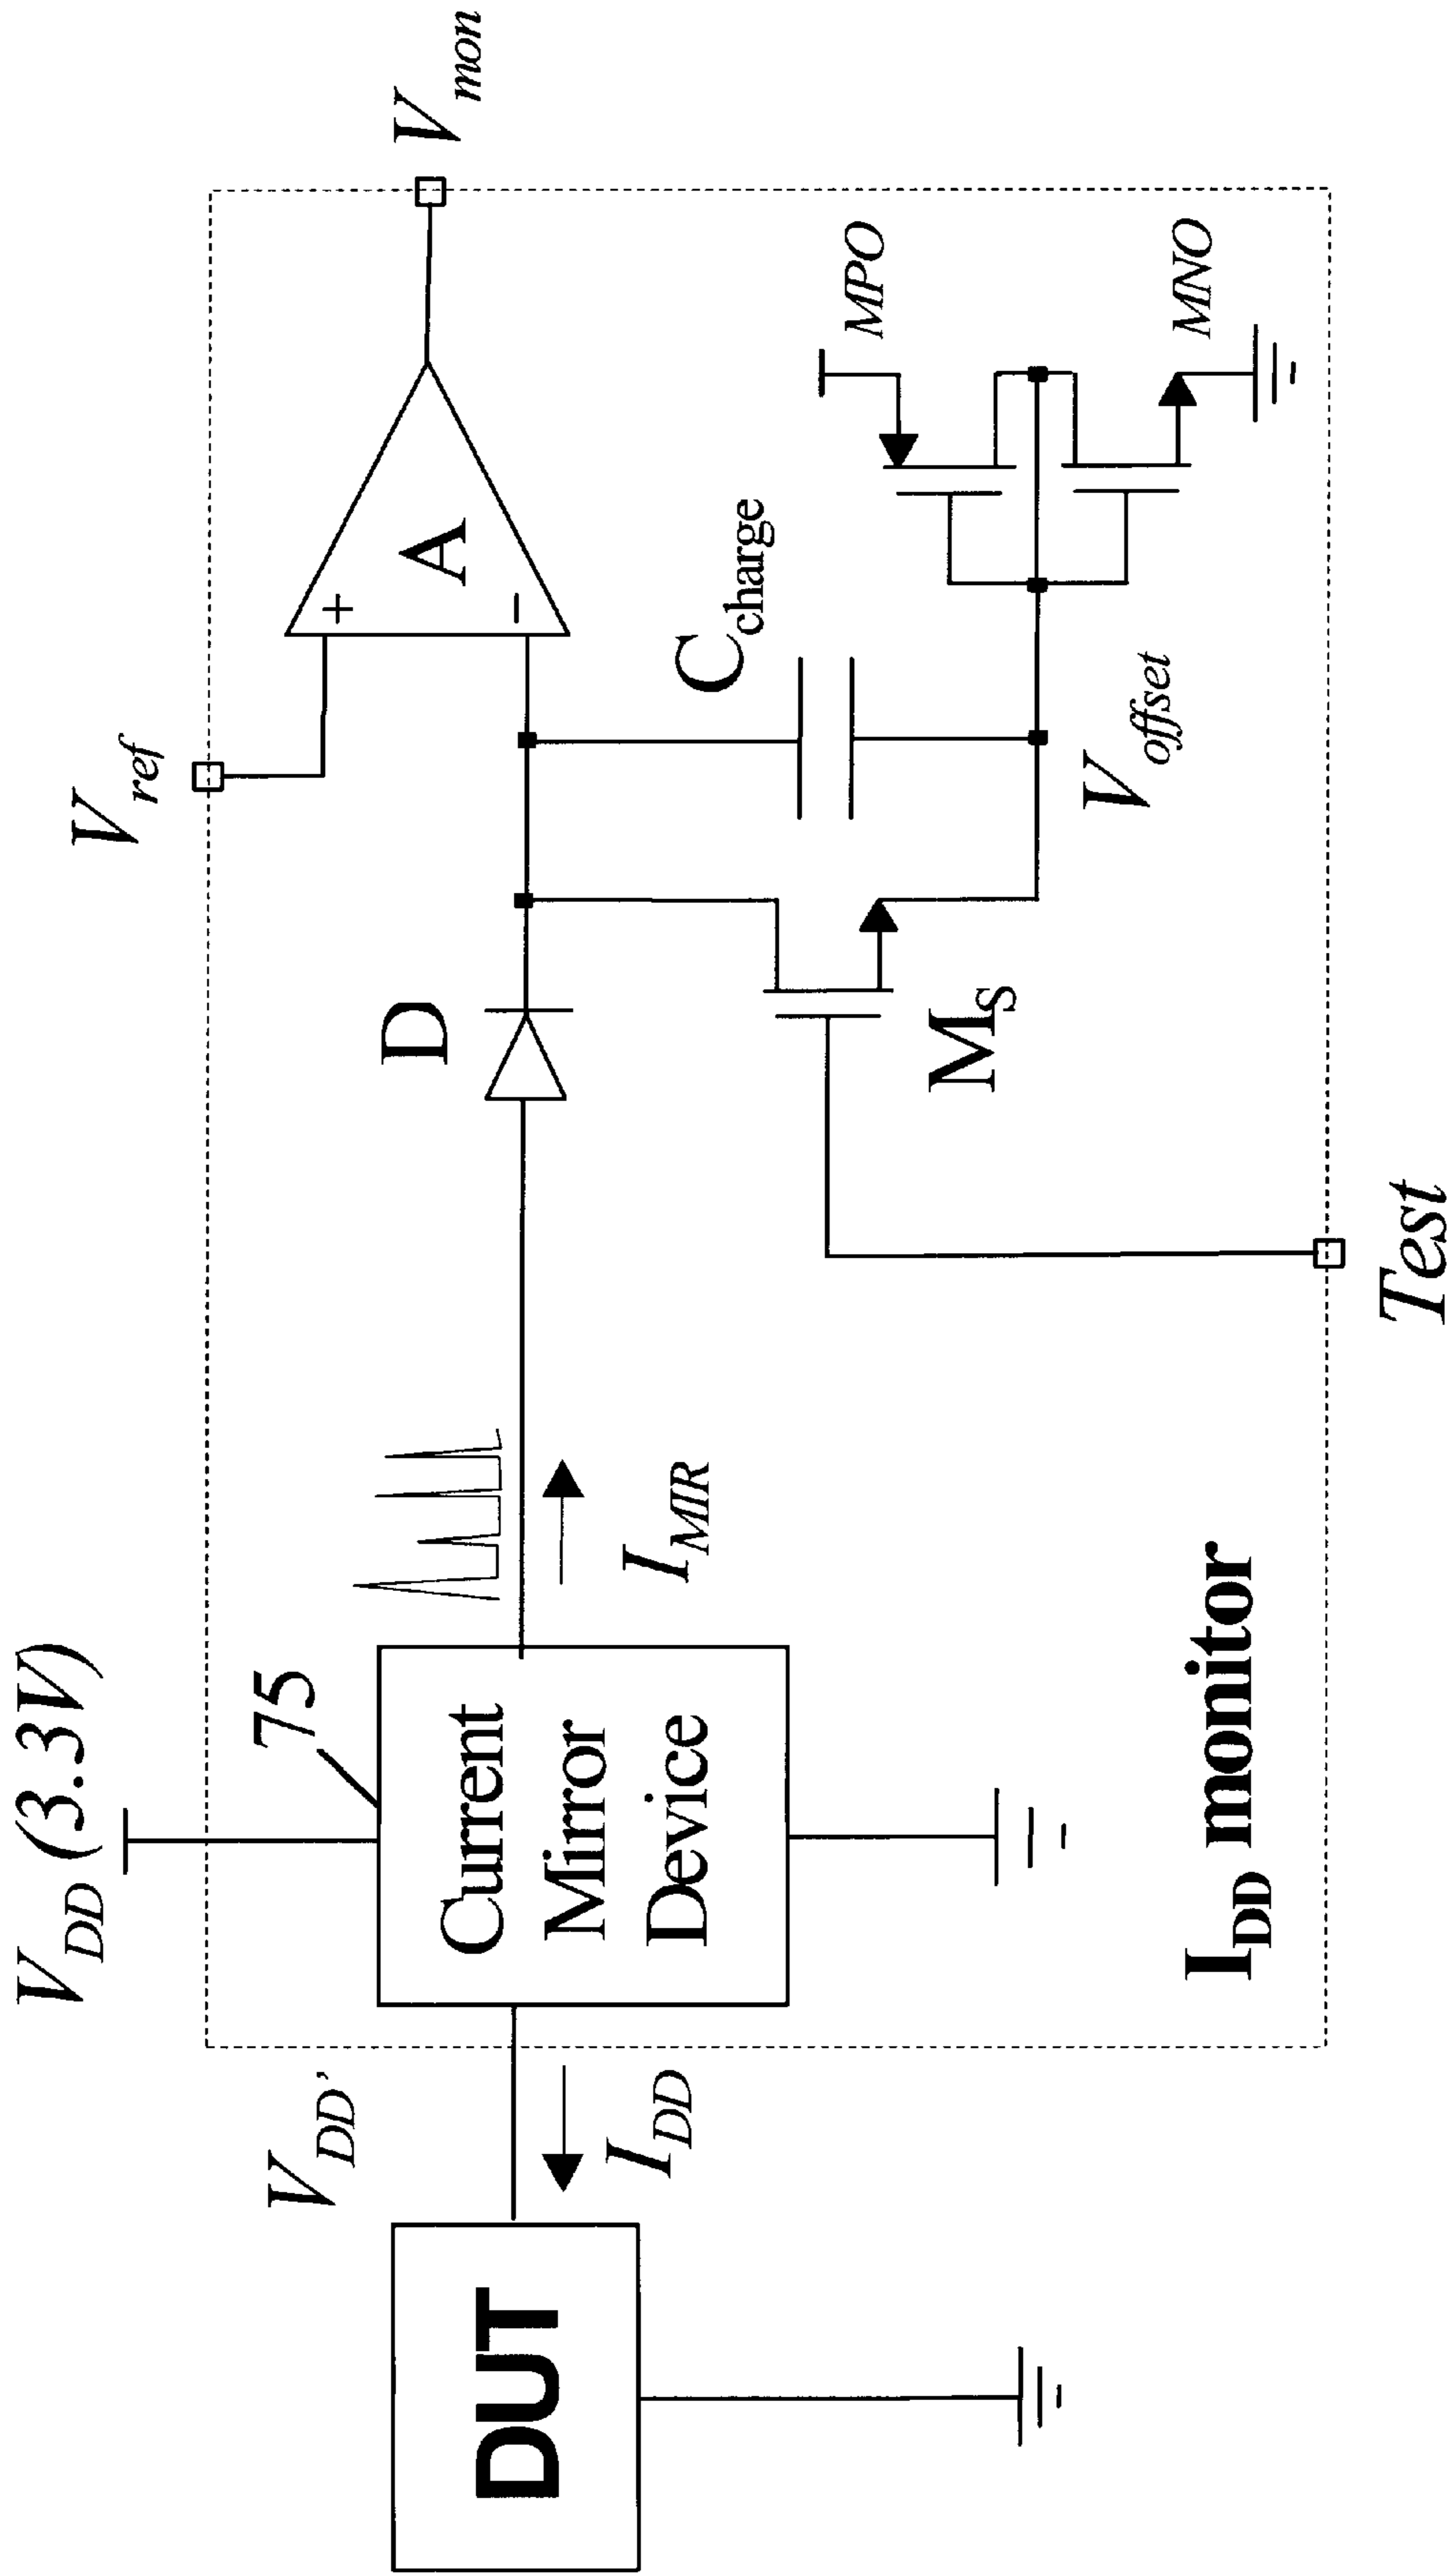 V_DD (3.3V)
75
V_ref
V_DD'
DUT
I_DD
Current
Mirror
Device
I_MIR
D
+
−
A
V_mon
M_S
C_charge
V_offset
MPO
MNO
I_DD monitor
Test